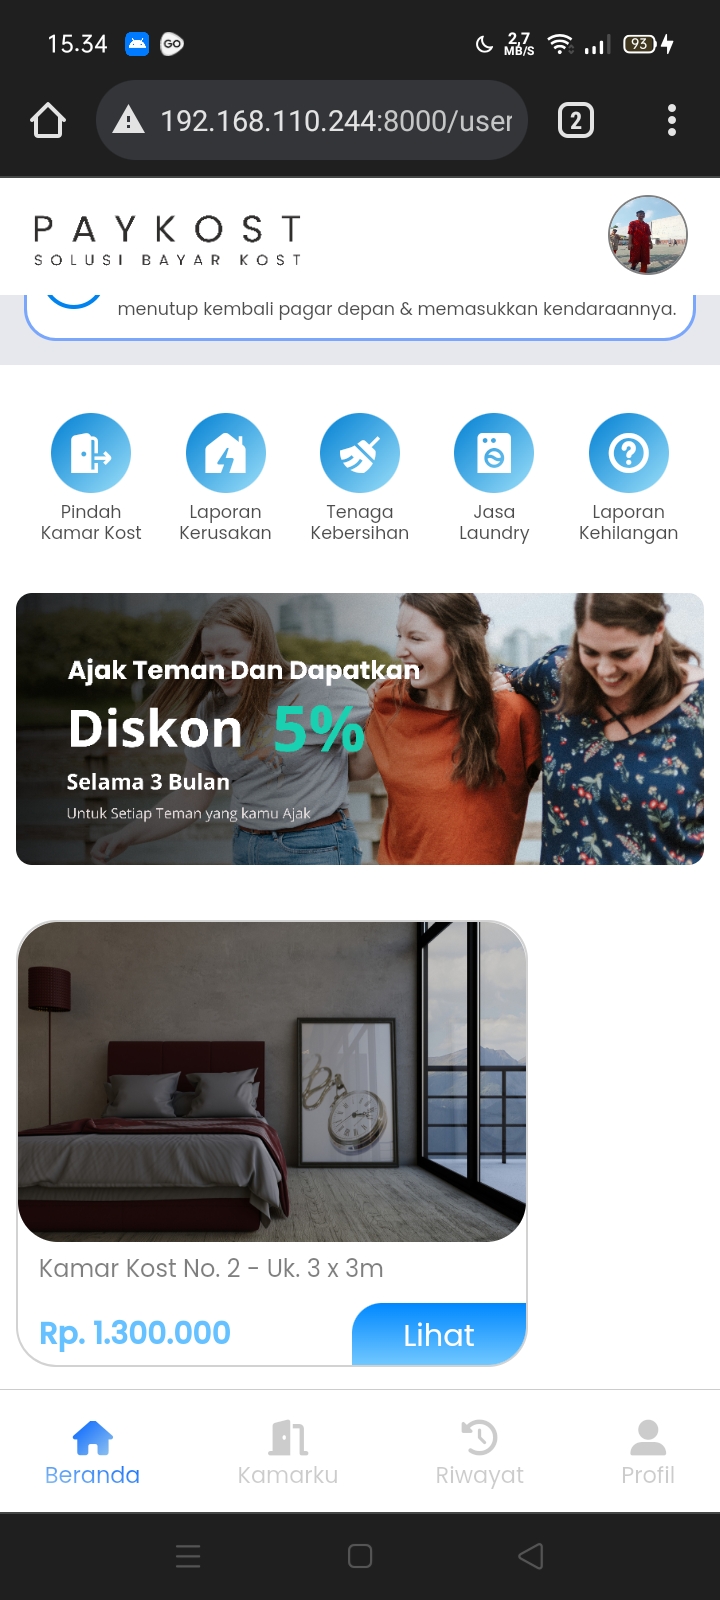 15.34
GO
2,7
MB/S
93
192.168.110.244:8000/user
2
PAYKOST
SOLUSI BAYAR KOST
menutup kembali pagar depan & memasukkan kendaraannya.
Pindah
Kamar Kost
Laporan
Kerusakan
Tenaga
Kebersihan
Jasa
Laundry
Laporan
Kehilangan
Ajak Teman Dan Dapatkan
Diskon 5%
Selama 3 Bulan
Untuk Setiap Teman yang kamu Ajak
Kamar Kost No. 2 - Uk. 3 x 3m
Rp. 1.300.000
Lihat
Beranda
Kamarku
Riwayat
Profil